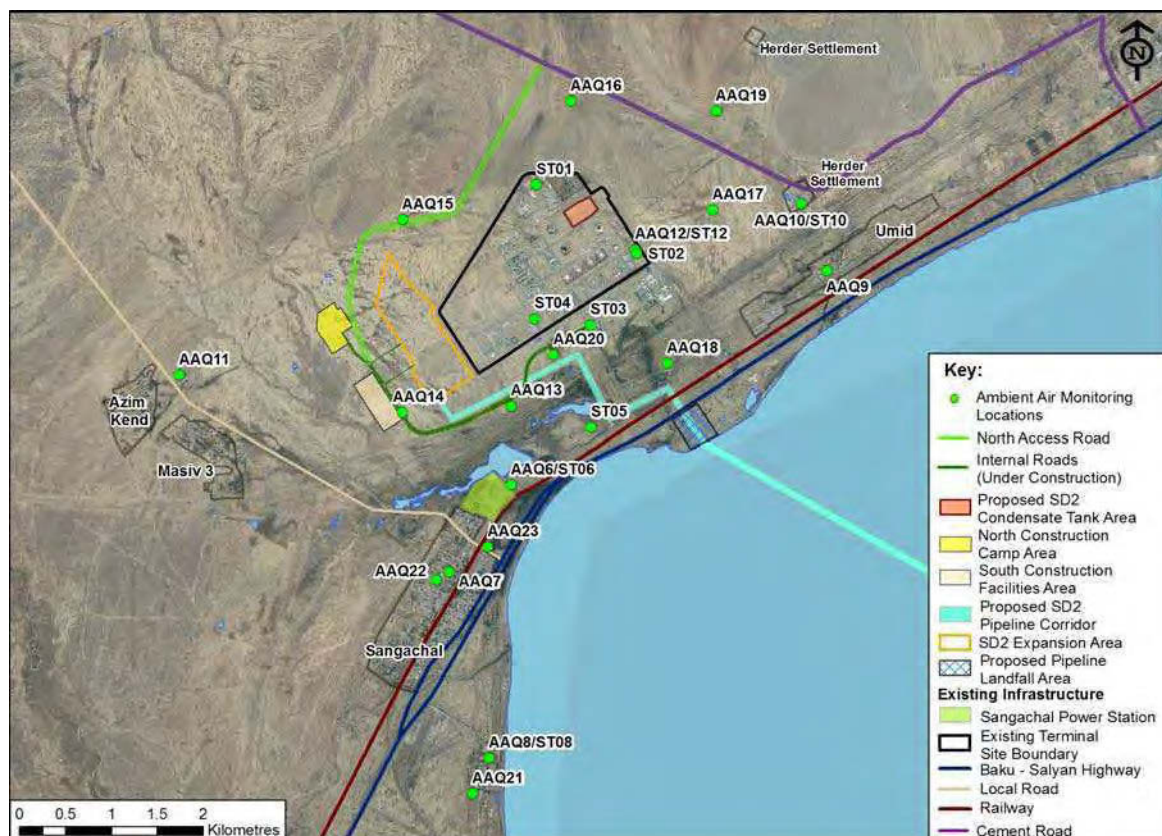 N
Herder Settlement
AAQ16
AAQ19
ST01
Herder
Settlement
AAQ15
AAQ17
AAQ10/ST10
AAQ12/ST12
Umid
ST02
AAQ9
ST04
ST03
AAQ20
AAQ18
AAQ11
AAQ13
AAQ14
Azim
Kend
ST05
Masiv 3
AAQ6/ST06
AAQ23
AAQ22
AAQ7
Sangachal
AAQ8/ST08
AAQ21
0 0.5 1 1.5 2
Kilometres
Key:
Ambient Air Monitoring
Locations
North Access Road
Internal Roads
(Under Construction)
Proposed SD2
Condensate Tank Area
North Construction
Camp Area
South Construction
Facilities Area
Proposed SD2
Pipeline Corridor
SD2 Expansion Area
Proposed Pipeline
Landfall Area
Existing Infrastructure
Sangachal Power Station
Existing Terminal
Site Boundary
Baku - Salyan Highway
Local Road
Railway
Cement Road